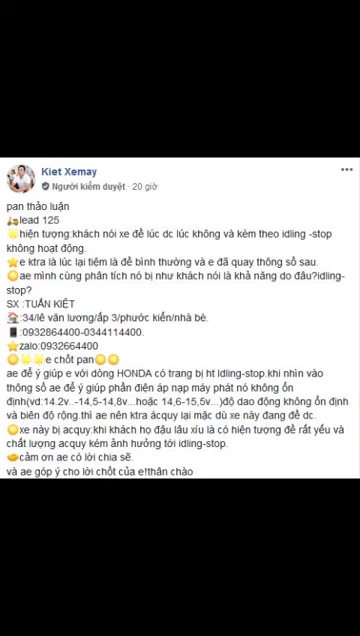 Kiet Xemay
Người kiểm duyệt · 20 giờ
pan thảo luận
🛵lead 125
🌟hiện tượng:khách nói xe đề lúc dc lúc không và kèm theo idling -stop
không hoạt động.
⭐e ktra là lúc lại tiệm là đề bình thường và e đã quay thông số sau.
🟡ae mình cùng phân tích nó bị như khách nói là khả năng do đâu?idling-
stop?
SX :TUẤN KIỆT
🏠:34/lê văn lương/ấp 3/phước kiển/nhà bè.
📱:0932864400-0344114400.
⭐zalo:0932664400
🟡🌟🌟e chốt pan🟡🟡
ae để ý giúp e với dòng HONDA có trang bị ht Idling-stop.khi nhìn vào
thông số ae để ý giúp phần điện áp nạp máy phát nó không ổn
định(vd:14.2v..-14,5-14,8v...hoặc 14,6-15,5v...)độ dao động không ổn định
và biên độ rộng.thì ae nên ktra ácquy lại mặc dù xe này đang đề dc.
🟡xe này bị acquy:khi khách họ đậu lâu xíu là có hiện tượng đề rất yếu và
chất lượng acquy kém ảnh hưởng tới idling-stop.
🤝cảm ơn ae có lời chia sẽ.
và ae góp ý cho lời chốt của e!thân chào